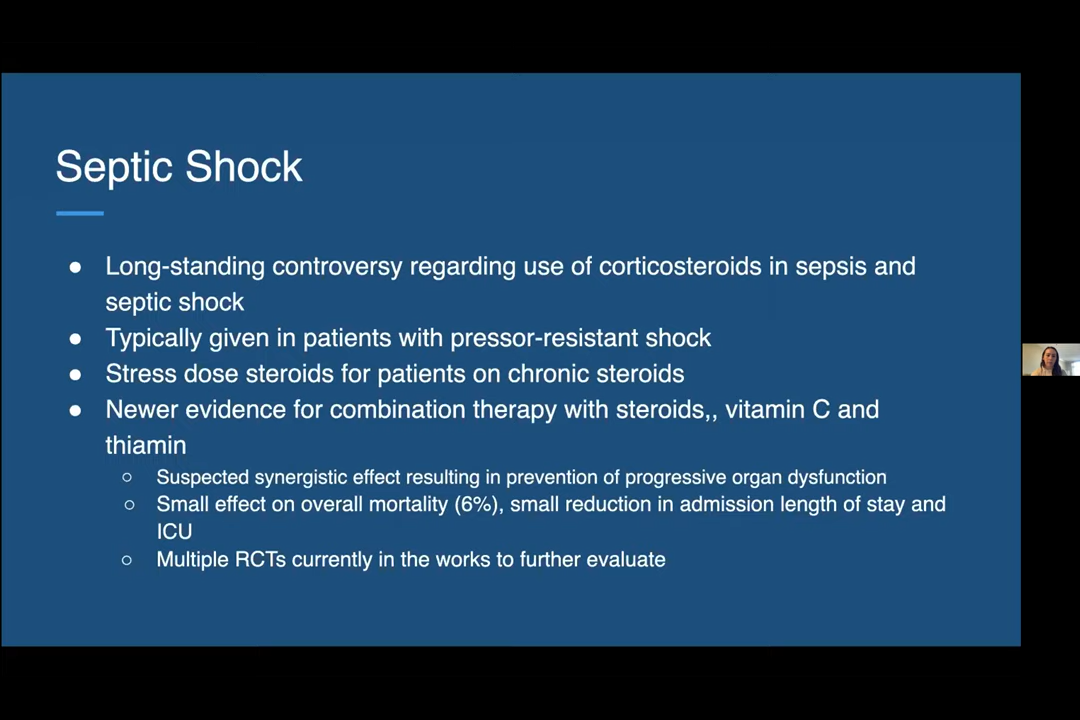 Septic Shock
● Long-standing controversy regarding use of corticosteroids in sepsis and
septic shock
● Typically given in patients with pressor-resistant shock
● Stress dose steroids for patients on chronic steroids
● Newer evidence for combination therapy with steroids,, vitamin C and
thiamin
○ Suspected synergistic effect resulting in prevention of progressive organ dysfunction
○ Small effect on overall mortality (6%), small reduction in admission length of stay and
ICU
○ Multiple RCTs currently in the works to further evaluate